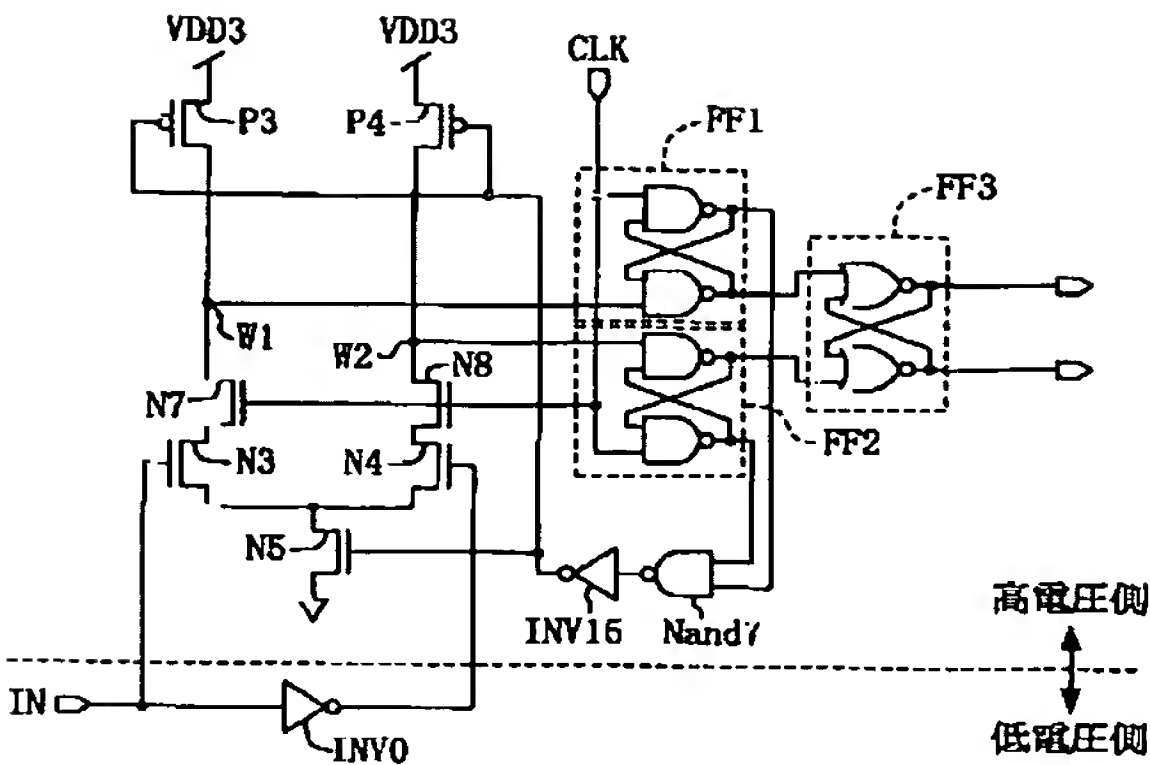 VDD3
VDD3
CLK
P3
P4
FF1
FF3
W1
W2
N8
N7
N3
N4
FF2
N5
INV16
Nand7
高電圧側
IN
INV0
低電圧側